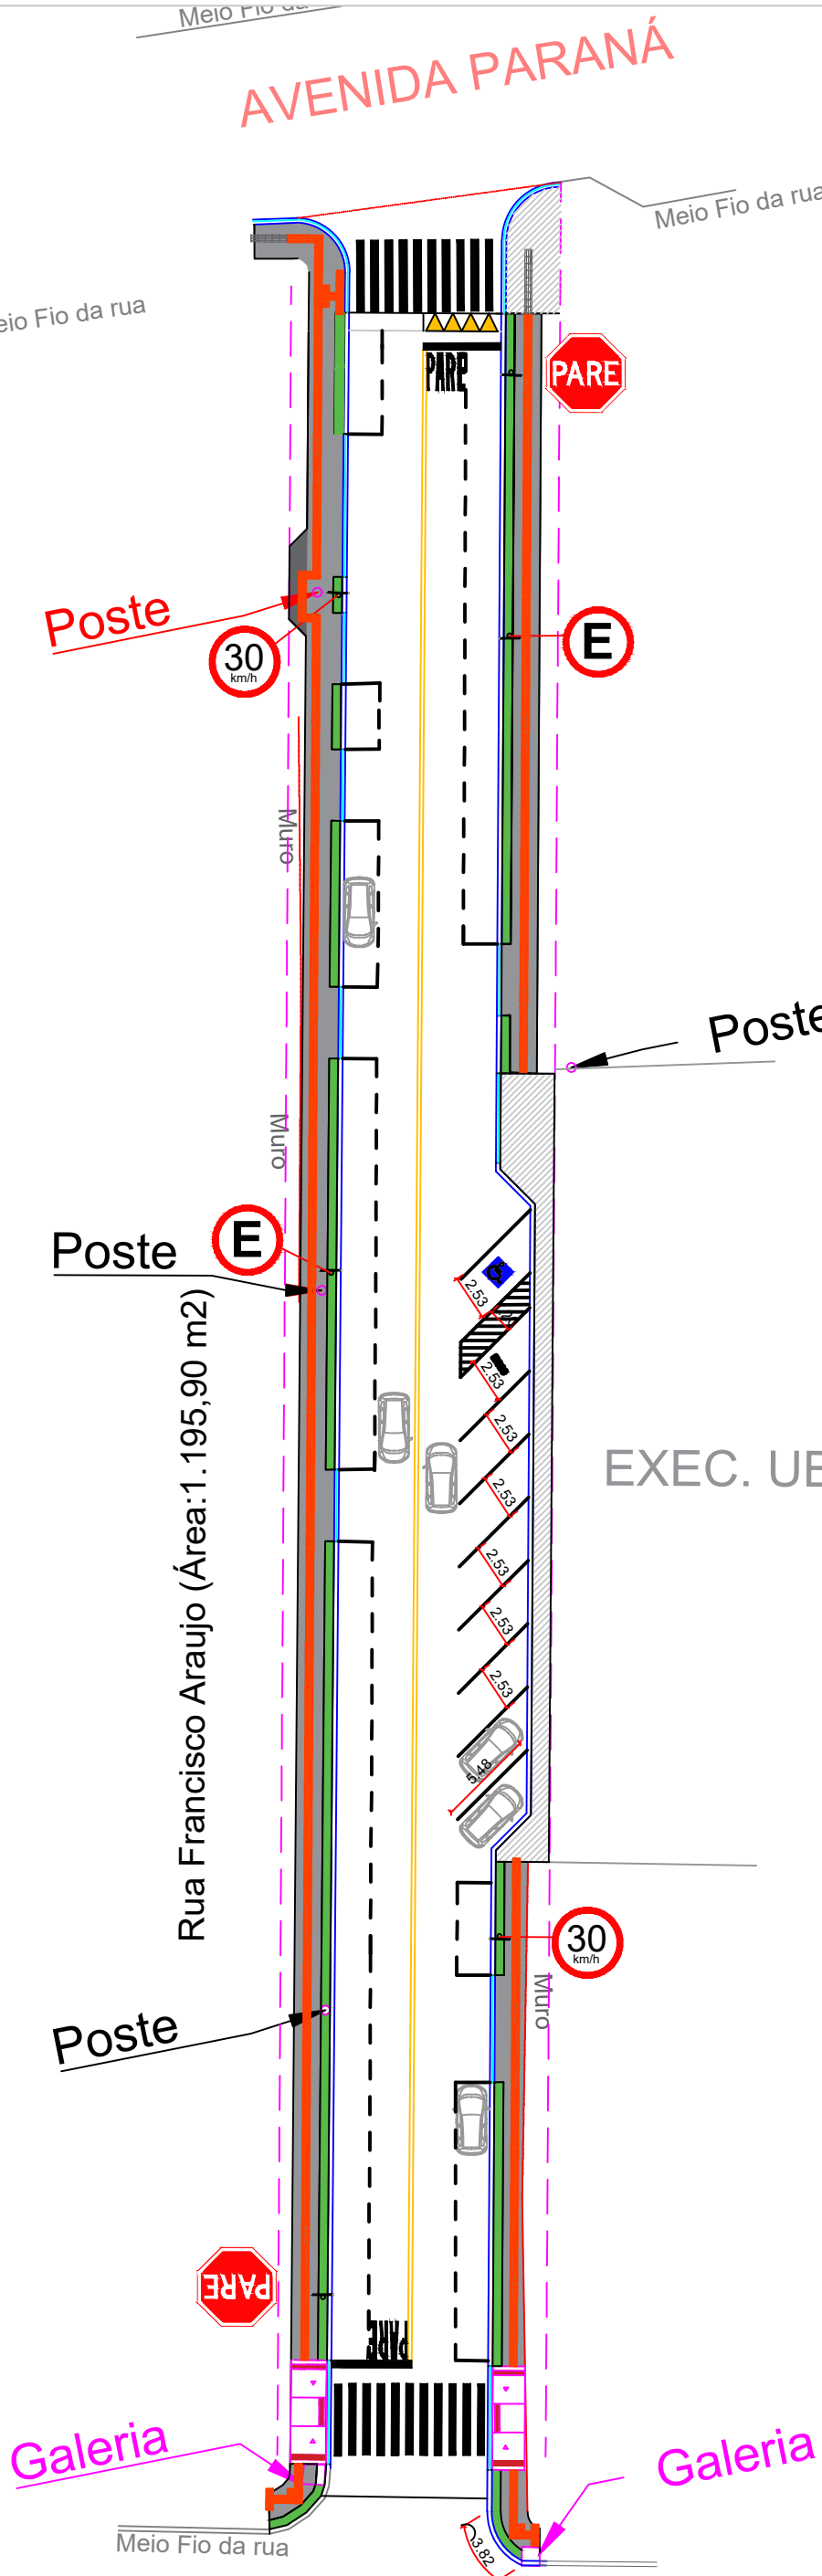 Meio Fio da
AVENIDA PARANÁ
Meio Fio da rua
eio Fio da rua
PARE
PARE
Poste
30
km/h
E
Muro
Poste
Muro
E
Poste
2.53
2.53
2.53
2.53
2.53
2.53
2.53
EXEC. UB
Rua Francisco Araujo (Área:1.195,90 m2)
5.48
30
km/h
Muro
Poste
PARE
PARE
Galeria
Galeria
Meio Fio da rua
3.82